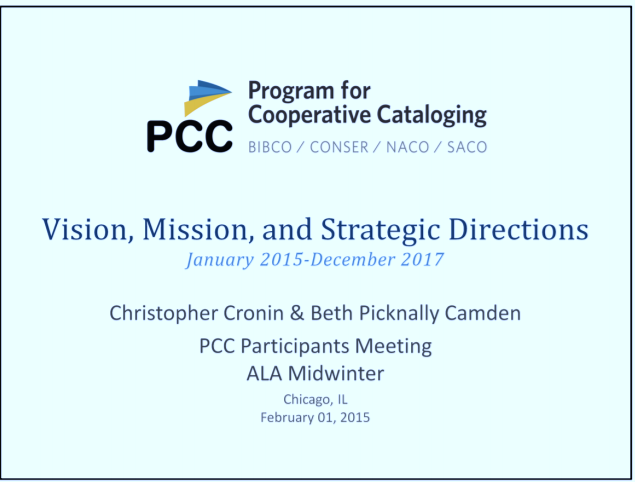 Program for
Cooperative Cataloging
PCC
BIBCO / CONSER / NACO / SACO
Vision, Mission, and Strategic Directions
January 2015-December 2017
Christopher Cronin & Beth Picknally Camden
PCC Participants Meeting
ALA Midwinter
Chicago, IL
February 01, 2015